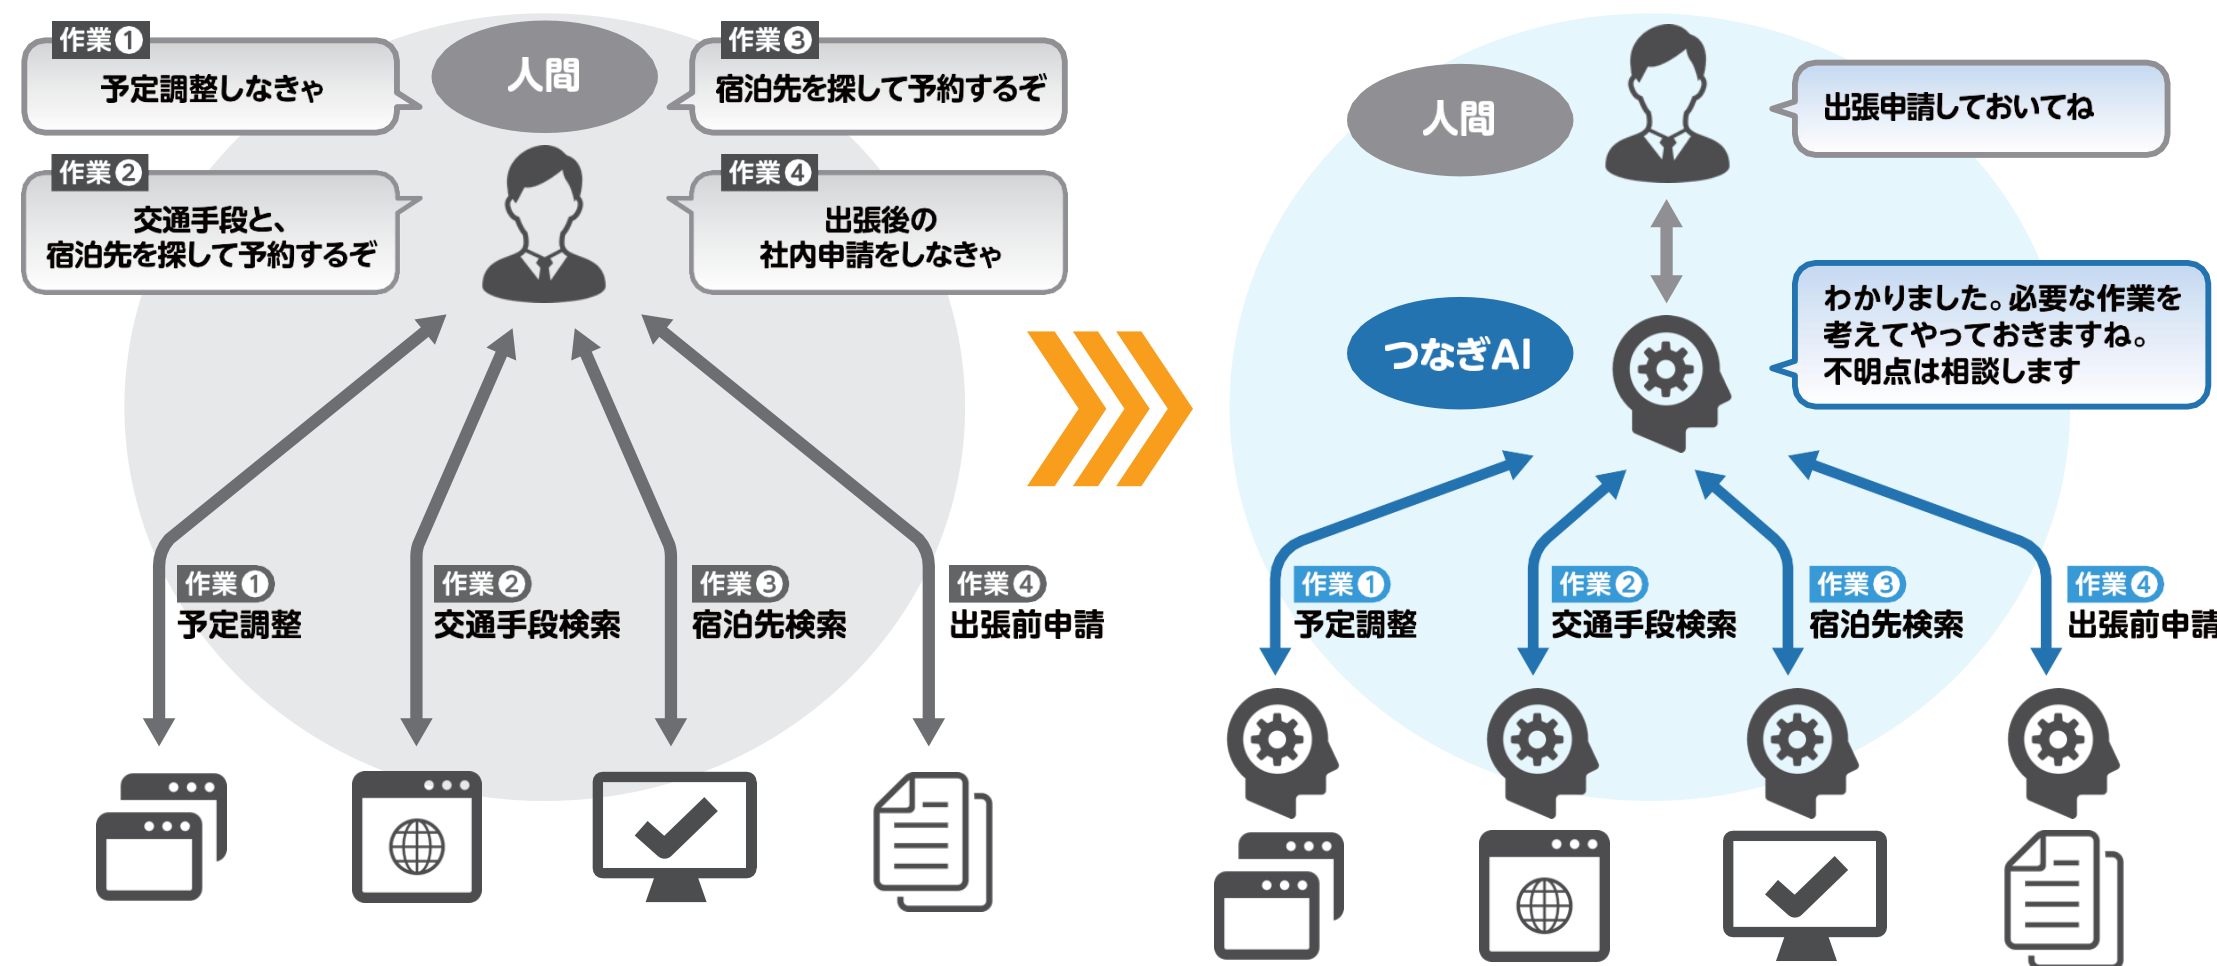 作業❶
予定調整しなきゃ
作業❷
交通手段と、
宿泊先を探して予約するぞ
人間
作業❸
宿泊先を探して予約するぞ
作業❹
出張後の
社内申請をしなきゃ
作業❶
予定調整
作業❷
交通手段検索
作業❸
宿泊先検索
作業❹
出張前申請
人間
出張申請しておいてね
つなぎAI
わかりました。必要な作業を
考えてやっておきますね。
不明点は相談します
作業❶
予定調整
作業❷
交通手段検索
作業❸
宿泊先検索
作業❹
出張前申請